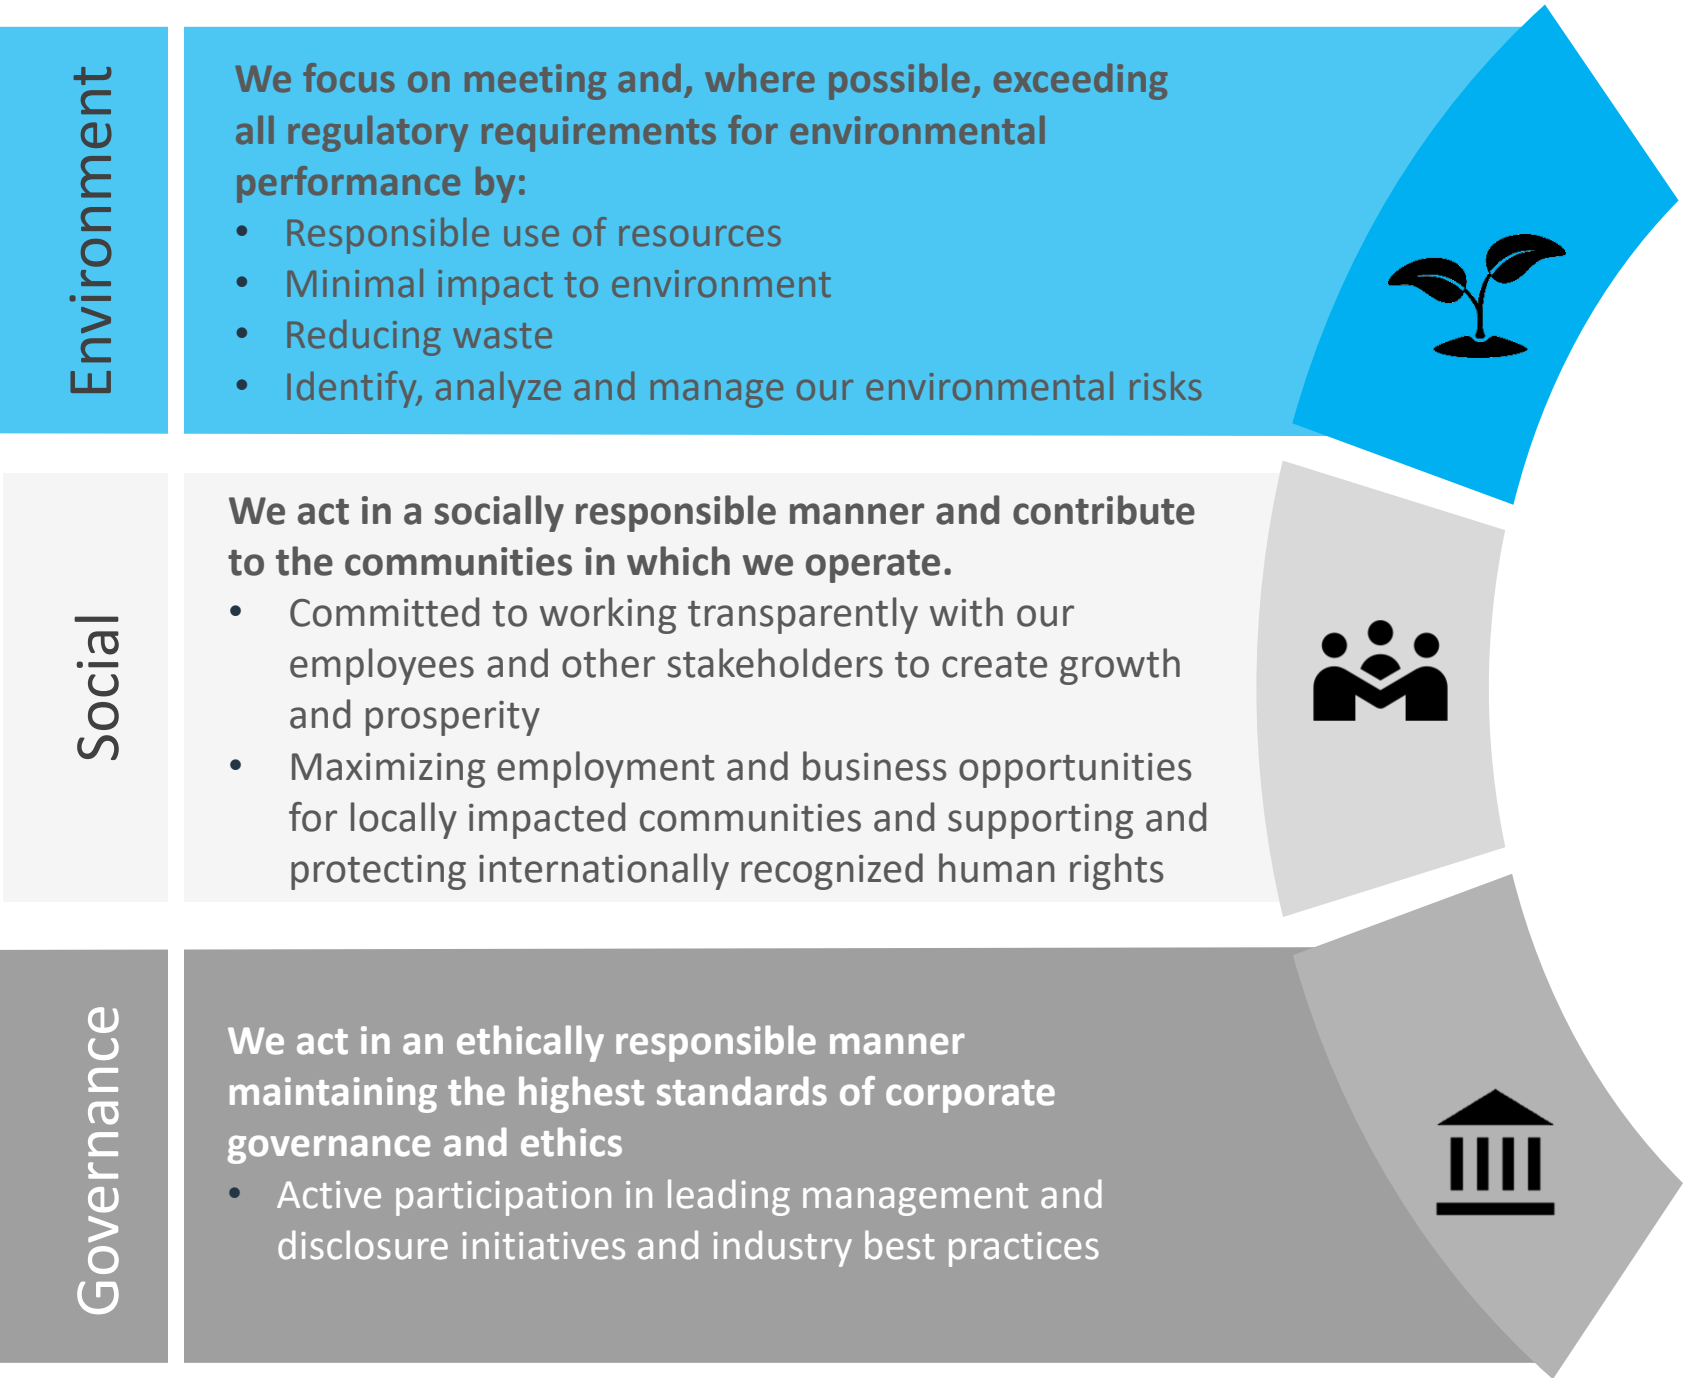 Environment
We focus on meeting and, where possible, exceeding
all regulatory requirements for environmental
performance by:
• Responsible use of resources
• Minimal impact to environment
• Reducing waste
• Identify, analyze and manage our environmental risks
Social
We act in a socially responsible manner and contribute
to the communities in which we operate.
• Committed to working transparently with our
employees and other stakeholders to create growth
and prosperity
• Maximizing employment and business opportunities
for locally impacted communities and supporting and
protecting internationally recognized human rights
Governance
We act in an ethically responsible manner
maintaining the highest standards of corporate
governance and ethics
• Active participation in leading management and
disclosure initiatives and industry best practices